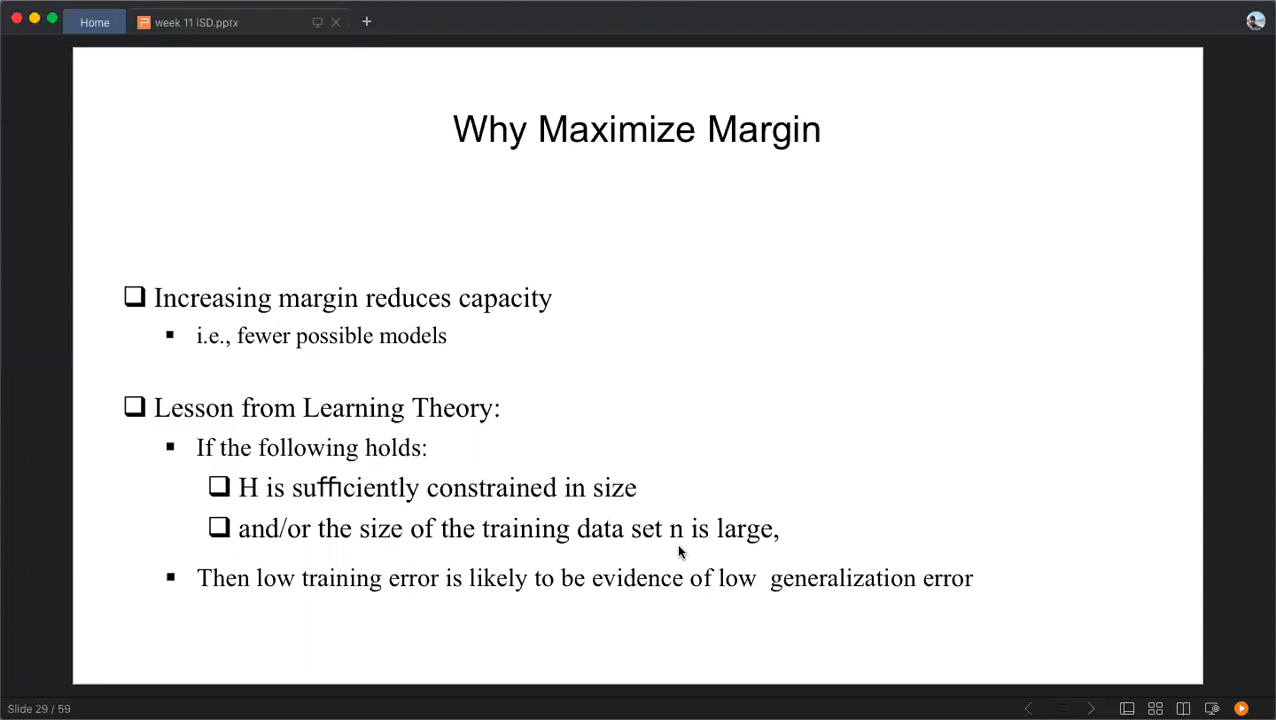 Home
week 11 ISD.pptx
Why Maximize Margin
Increasing margin reduces capacity
i.e., fewer possible models
Lesson from Learning Theory:
If the following holds:
H is sufficiently constrained in size
and/or the size of the training data set n is large,
Then low training error is likely to be evidence of low generalization error
Slide 29 / 59